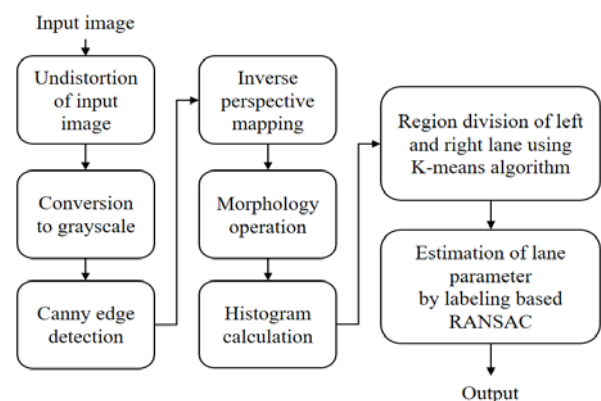 Input image
Undistortion
of input
image
Conversion
to grayscale
Canny edge
detection
Inverse
perspective
mapping
Morphology
operation
Histogram
calculation
Region division of left
and right lane using
K-means algorithm
Estimation of lane
parameter
by labeling based
RANSAC
Output